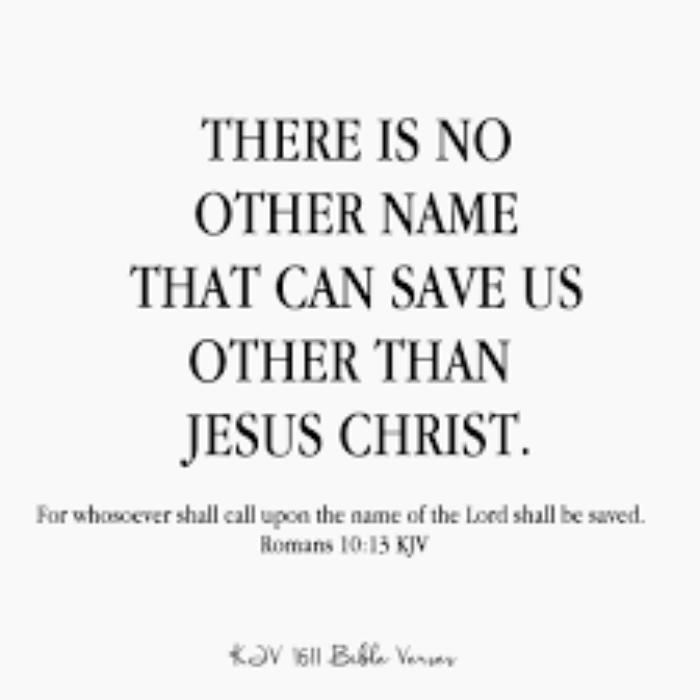 THERE IS NO
OTHER NAME
THAT CAN SAVE US
OTHER THAN
JESUS CHRIST.
For whosoever shall call upon the name of the Lord shall be saved.
Romans 10:13 KJV
KJV 1611 Bible Verses